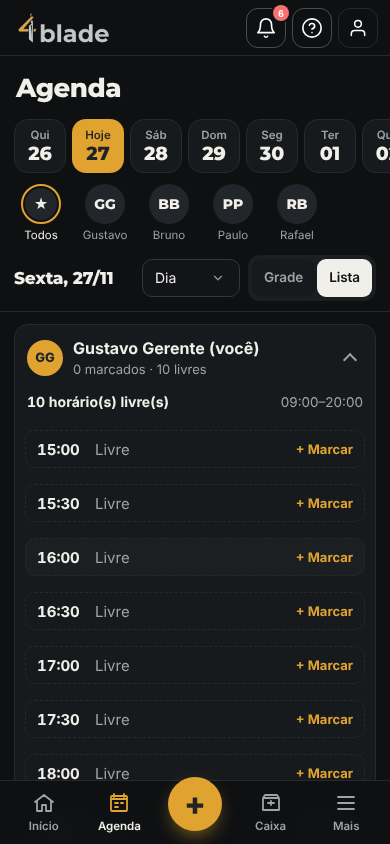 4blade
6
Agenda
Qui Hoje Sáb Dom Seg Ter
26 27 28 29 30 01
★ GG BB PP RB
Todos Gustavo Bruno Paulo Rafael
Sexta, 27/11 Dia Grade Lista
GG Gustavo Gerente (você)
0 marcados · 10 livres
10 horário(s) livre(s) 09:00–20:00
15:00 Livre + Marcar
15:30 Livre + Marcar
16:00 Livre + Marcar
16:30 Livre + Marcar
17:00 Livre + Marcar
17:30 Livre + Marcar
18:00 Livre + Marcar
+
Início Agenda Caixa Mais